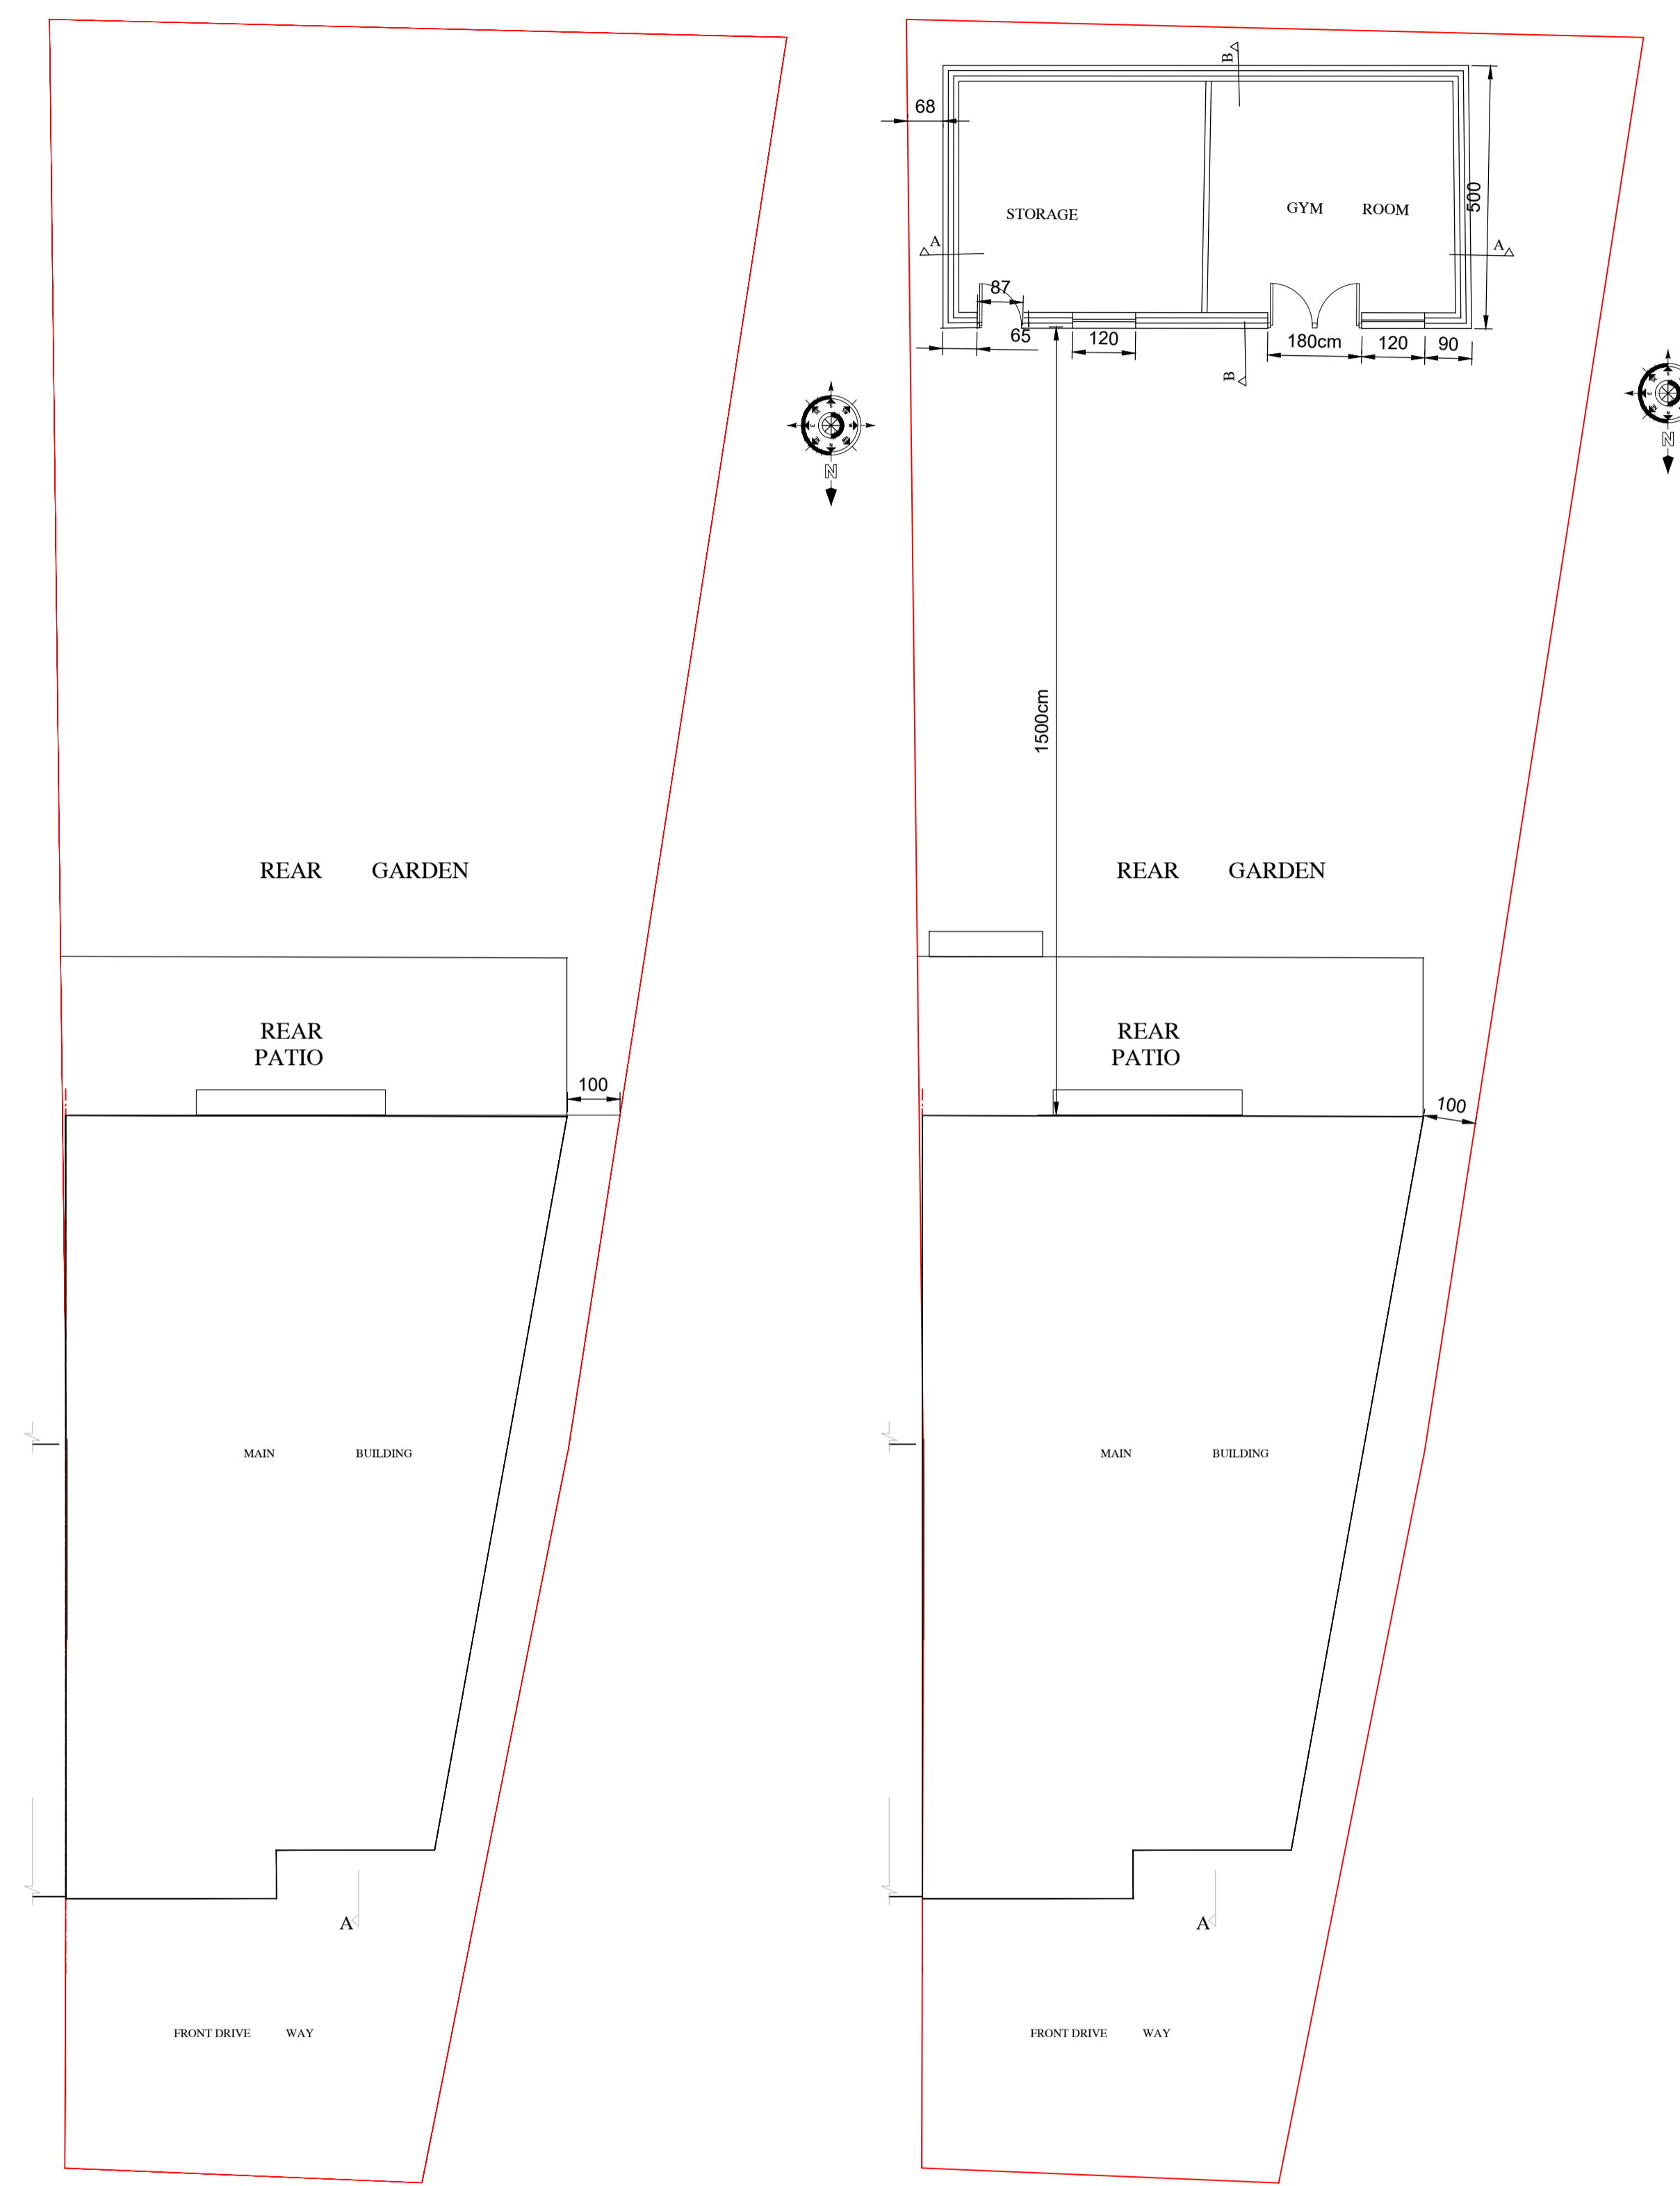 B
68
STORAGE
GYM ROOM
500
A
A
87
65
120
180cm
120
90
B
N
N
1500cm
REAR GARDEN
REAR GARDEN
REAR
PATIO
REAR
PATIO
100
100
MAIN BUILDING
MAIN BUILDING
A
A
FRONT DRIVE WAY
FRONT DRIVE WAY